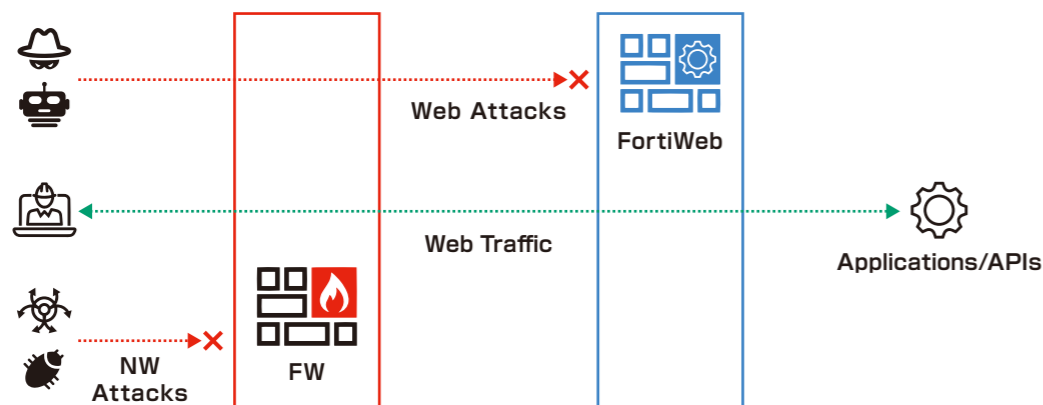 Web Attacks
FortiWeb
Web Traffic
Applications/APIs
NW
Attacks
FW